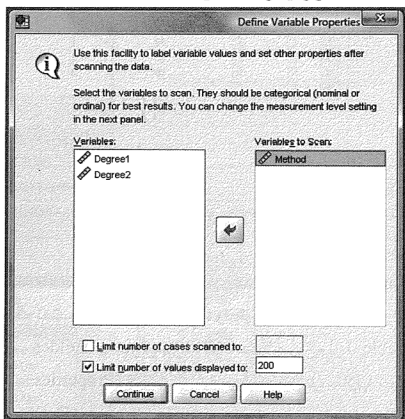 Define Variable Properties
Use this facility to label variable values and set other properties after
scanning the data.
Select the variables to scan. They should be categorical (nominal or
ordinal) for best results. You can change the measurement level setting
in the next panel.
Variables:
Degree1
Degree2
Variables to Scan:
Method
Limit number of cases scanned to:
Limit number of values displayed to: 200
Continue Cancel Help